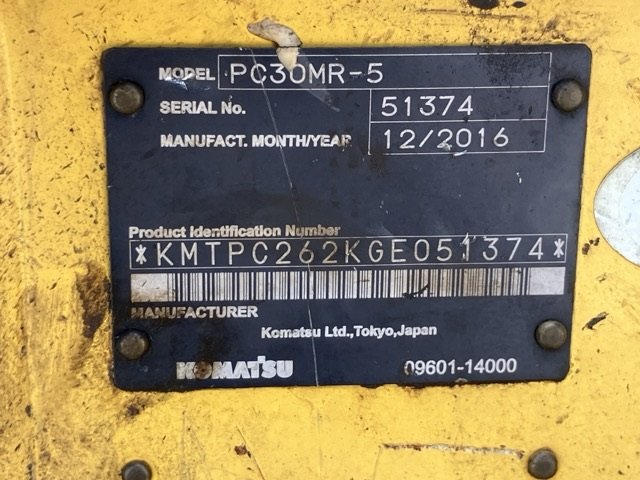 MODEL PC30MR-5
SERIAL No. 51374
MANUFACT. MONTH/YEAR 12/2016
Product Identification Number
*KMTPC262KGE051374*
MANUFACTURER
Komatsu Ltd.,Tokyo,Japan
KOMATSU 09601-14000